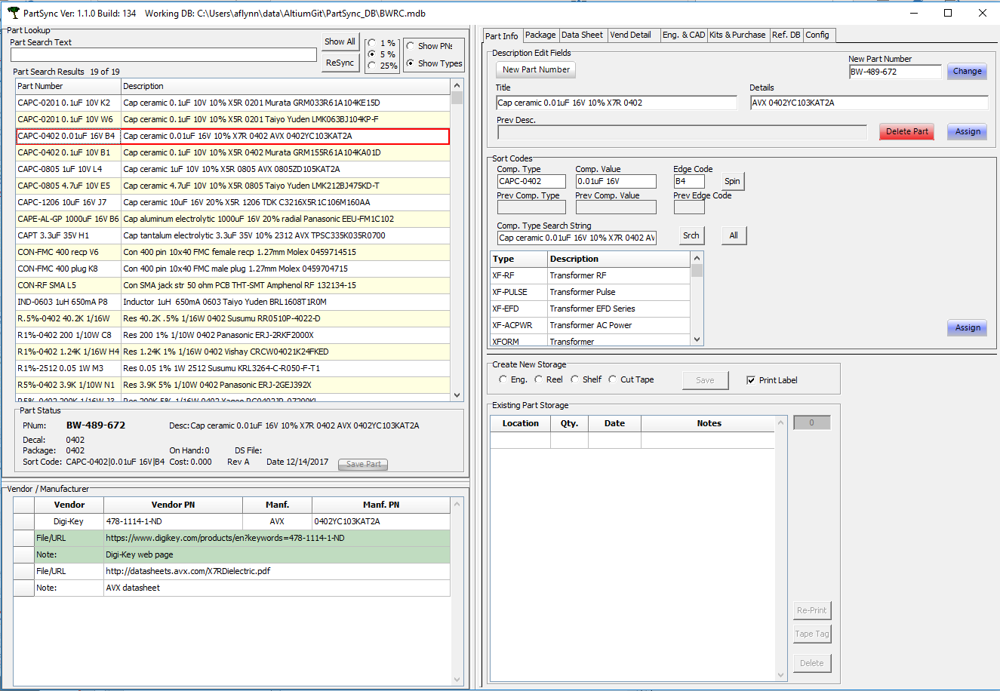 PartSync Ver: 1.1.0 Build: 134 Working DB: C:\Users\aflynn\data\AltiumGit\PartSync_DB\BWRC.mdb
Part Lookup
Part Search Text
Show All
ReSync
1 %
5 %
25%
Show PNs
Show Types
Part Search Results 19 of 19
Part Number Description
CAPC-0201 0.1uF 10V K2 Cap ceramic 0.1uF 10V 10% X5R 0201 Murata GRM033R61A104KE15D
CAPC-0201 0.1uF 10V W6 Cap ceramic 0.1uF 10V 10% X5R 0201 Taiyo Yuden LMK063BJ104KP-F
CAPC-0402 0.01uF 16V B4 Cap ceramic 0.01uF 16V 10% X7R 0402 AVX 0402YC103KAT2A
CAPC-0402 0.1uF 10V B1 Cap ceramic 0.1uF 10V 10% X5R 0402 Murata GRM155R61A104KA01D
CAPC-0805 1uF 10V L4 Cap ceramic 1uF 10V 10% X5R 0805 AVX 0805ZD105KAT2A
CAPC-0805 4.7uF 10V E5 Cap ceramic 4.7uF 10V 10% X5R 0805 Taiyo Yuden LMK212BJ475KD-T
CAPC-1206 10uF 16V J7 Cap ceramic 10uF 16V 20% X5R 1206 TDK C3216X5R1C106M160AA
CAPE-AL-GP 1000uF 16V B6 Cap aluminum electrolytic 1000uF 16V 20% radial Panasonic EEU-FM1C102
CAPT 3.3uF 35V H1 Cap tantalum electrolytic 3.3uF 35V 10% 2312 AVX TPSC335K035R0700
CON-FMC 400 recp V6 Con 400 pin 10x40 FMC female recp 1.27mm Molex 0459714515
CON-FMC 400 plug K8 Con 400 pin 10x40 FMC male plug 1.27mm Molex 0459704715
CON-RF SMA L5 Con SMA jack str 50 ohm PCB THT-SMT Amphenol RF 132134-15
IND-0603 1uH 650mA P8 Inductor 1uH 650mA 0603 Taiyo Yuden BRL1608T1R0M
R.5%-0402 40.2K 1/16W Res 40.2K .5% 1/16W 0402 Susumu RR0510P-4022-D
R1%-0402 200 1/10W C8 Res 200 1% 1/10W 0402 Panasonic ERJ-2RKF2000X
R1%-0402 1.24K 1/16W H4 Res 1.24K 1% 1/16W 0402 Vishay CRCW04021K24FKED
R1%-2512 0.05 1W M3 Res 0.05 1% 1W 2512 Susumu KRL3264-C-R050-F-T1
R5%-0402 3.9K 1/10W N1 Res 3.9K 5% 1/10W 0402 Panasonic ERJ-2GEJ392X
R5%-0402 200K 1/16W J3 Res 200K 5% 1/16W 0402 Yageo RC0402JR-07200KL
Part Status
PNum: BW-489-672 Desc: Cap ceramic 0.01uF 16V 10% X7R 0402 AVX 0402YC103KAT2A
Decal: 0402
Package: 0402 On Hand: 0 DS File:
Sort Code: CAPC-0402|0.01uF 16V|B4 Cost: 0.000 Rev A Date 12/14/2017 Save Part
Vendor / Manufacturer
Vendor Vendor PN Manf. Manf. PN
Digi-Key 478-1114-1-ND AVX 0402YC103KAT2A
File/URL https://www.digikey.com/products/en?keywords=478-1114-1-ND
Note: Digi-Key web page
File/URL http://datasheets.avx.com/X7RDielectric.pdf
Note: AVX datasheet
Part Info Package Data Sheet Vend Detail Eng. & CAD Kits & Purchase Ref. DB Config
Description Edit Fields
New Part Number
New Part Number
BW-489-672
Change
Title Details
Cap ceramic 0.01uF 16V 10% X7R 0402 AVX 0402YC103KAT2A
Prev Desc.
Delete Part Assign
Sort Codes
Comp. Type Comp. Value Edge Code
CAPC-0402 0.01uF 16V B4 Spin
Prev Comp. Type Prev Comp. Value Prev Edge Code
Comp. Type Search String
Cap ceramic 0.01uF 16V 10% X7R 0402 AV Srch All
Type Description
XF-RF Transformer RF
XF-PULSE Transformer Pulse
XF-EFD Transformer EFD Series
XF-ACPWR Transformer AC Power
XFORM Transformer
Assign
Create New Storage
Eng. Reel Shelf Cut Tape Save Print Label
Existing Part Storage
Location Qty. Date Notes
0
Re-Print
Tape Tag
Delete